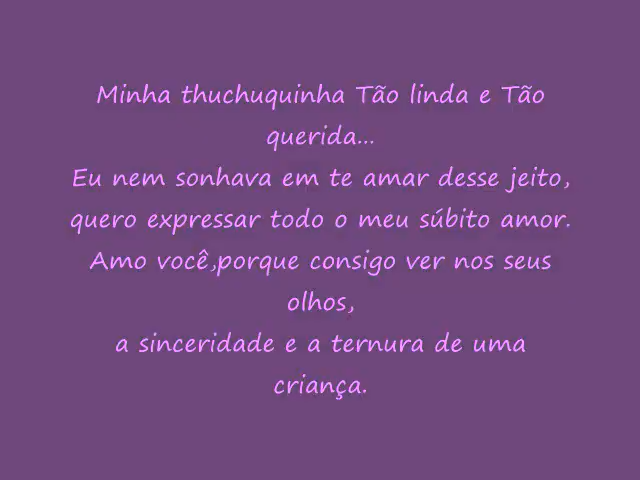 Minha thuchuquinha Tão linda e Tão
querida...
Eu nem sonhava em te amar desse jeito,
quero expressar todo o meu súbito amor.
Amo você,porque consigo ver nos seus
olhos,
a sinceridade e a ternura de uma
criança.